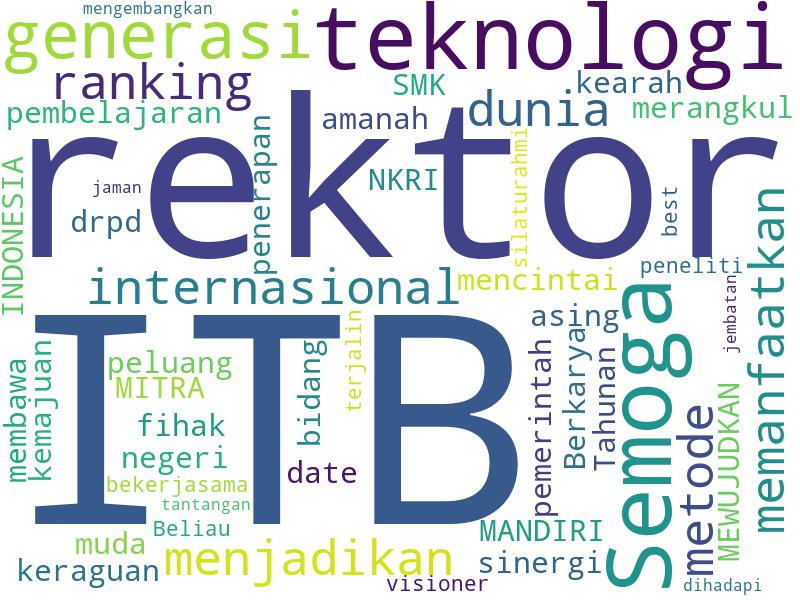 mengembangkan
generasi
teknologi
ranking
SMK
kearah
pembelajaran
amanah
dunia
merangkul
rektor
INDONESIA
jaman
drpd
penerapan
NKRI
silaturahmi
best
memanfaatkan
internasional
mencintai
peneliti
jembatan
ITB
asing
Semoga
membawa
kemajuan
peluang
MITRA
fihak
negeri
bekerjasama
tantangan
Beliau
bidang
terjalin
date
pemerintah
Berkarya
Tahunan
metode
MEWUJUDKAN
MANDIRI
muda
keraguan
menjadikan
sinergi
visioner
dihadapi